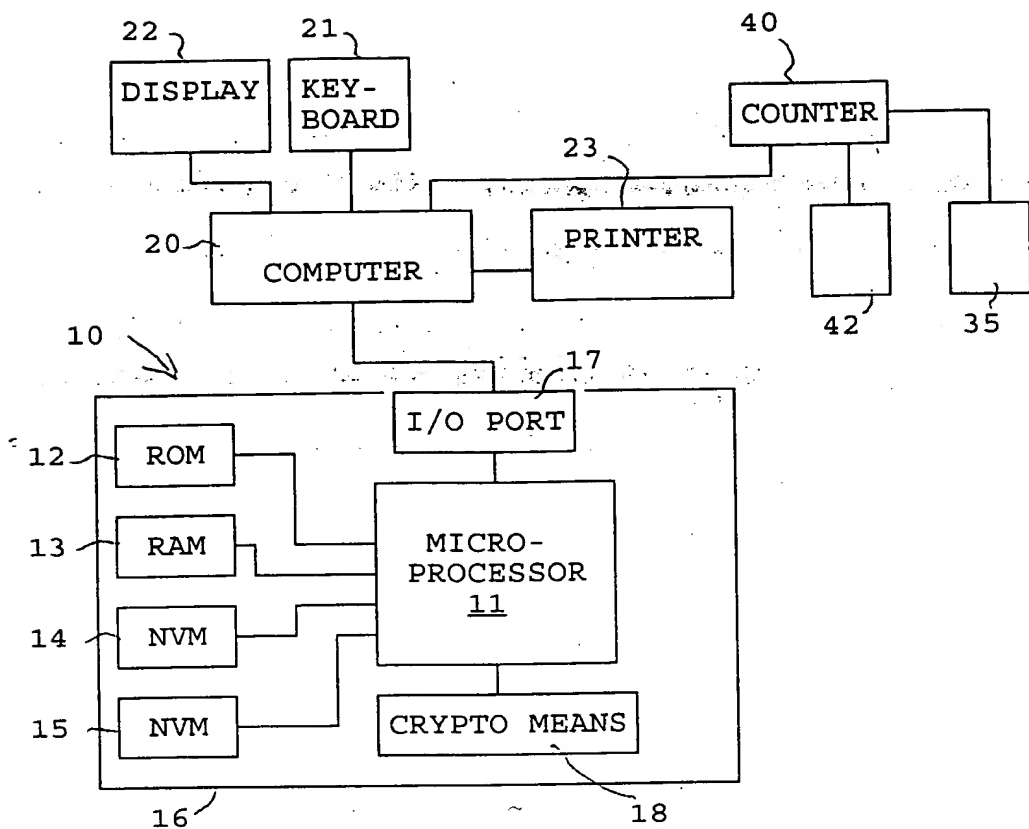 22
21
40
DISPLAY
KEY-
BOARD
COUNTER
23
20
COMPUTER
PRINTER
42
35
10
17
I/O PORT
12
ROM
13
RAM
MICRO-
PROCESSOR
11
14
NVM
15
NVM
CRYPTO MEANS
16
18